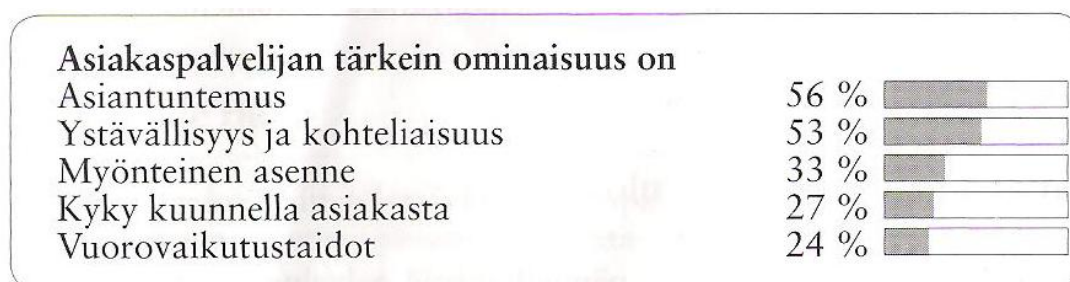 Asiakaspalvelijan tärkein ominaisuus on
Asiantuntemus 56 %
Ystävällisyys ja kohteliaisuus 53 %
Myönteinen asenne 33 %
Kyky kuunnella asiakasta 27 %
Vuorovaikutustaidot 24 %